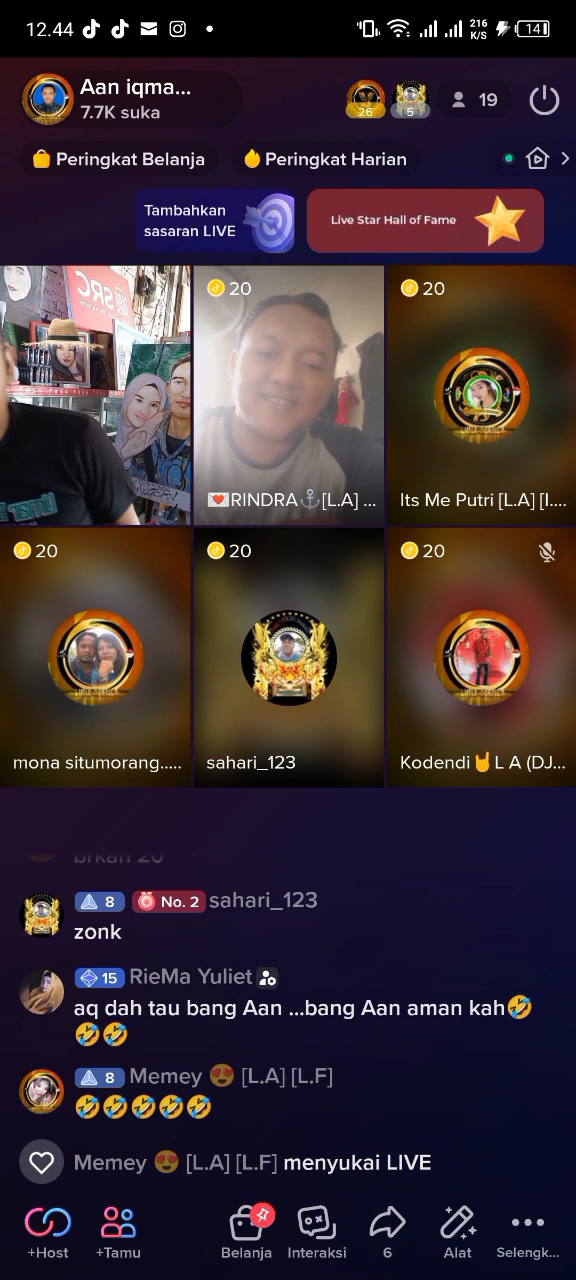 12.44
216
K/S
14
Aan iqma...
7.7K suka
26
5
19
Peringkat Belanja
Peringkat Harian
Tambahkan
sasaran LIVE
Live Star Hall of Fame
SRC
20
💌RINDRA⚓[L.A] ...
20
Its Me Putri [L.A] [I....
20
mona situmorang.....
20
sahari_123
20
Kodendi🤘L A (DJ...
8 No. 2 sahari_123
zonk
15 RieMa Yuliet
aq dah tau bang Aan ...bang Aan aman kah🤣
🤣🤣
8 Memey 😍 [L.A] [L.F]
🤣🤣🤣🤣🤣
Memey 😍 [L.A] [L.F] menyukai LIVE
+Host
+Tamu
Belanja
Interaksi
6
Alat
Selengk...